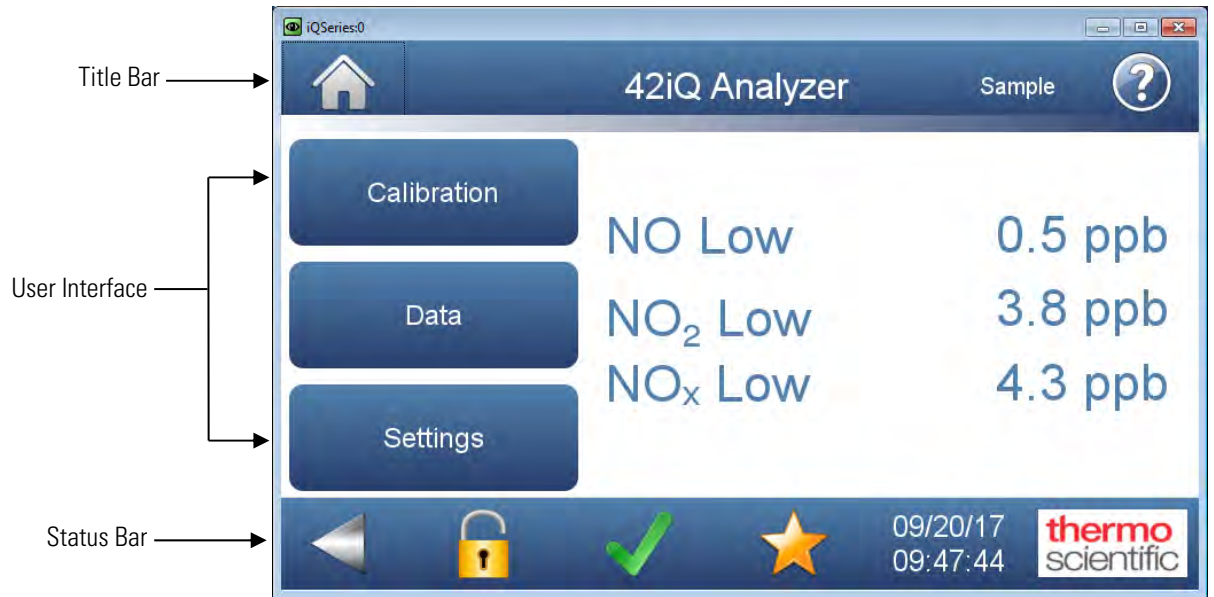 iQSeries:0
Title Bar
42iQ Analyzer
Sample
?
User Interface
Calibration
Data
Settings
NO Low 0.5 ppb
NO₂ Low 3.8 ppb
NOₓ Low 4.3 ppb
Status Bar
09/20/17
09:47:44
thermo
scientific